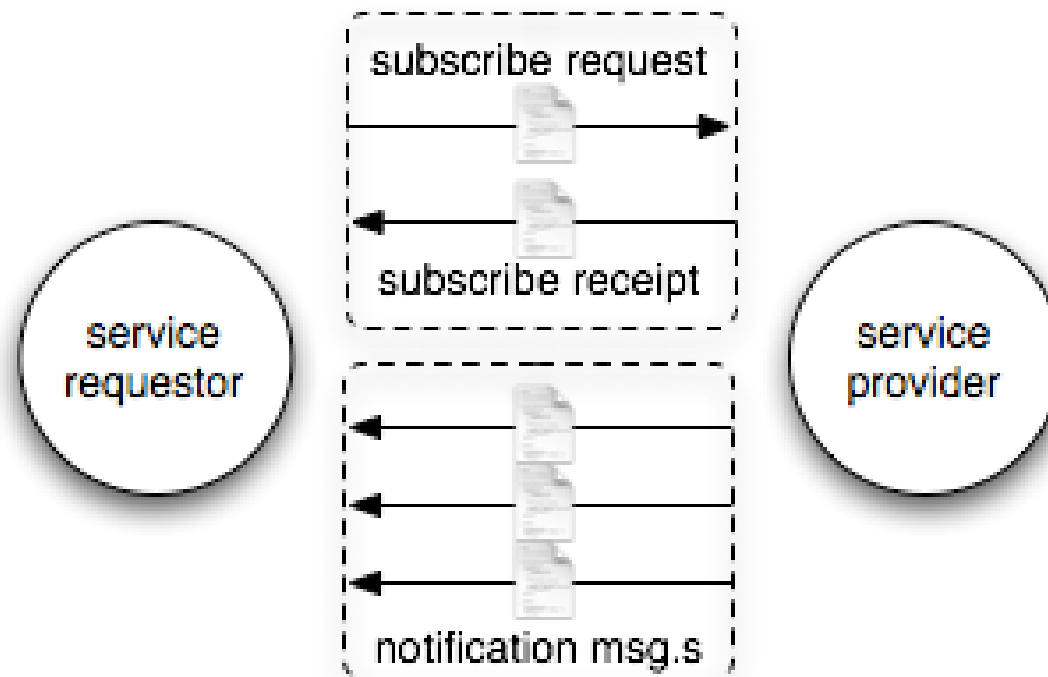 subscribe request
subscribe receipt
service
requestor
service
provider
notification msg.s